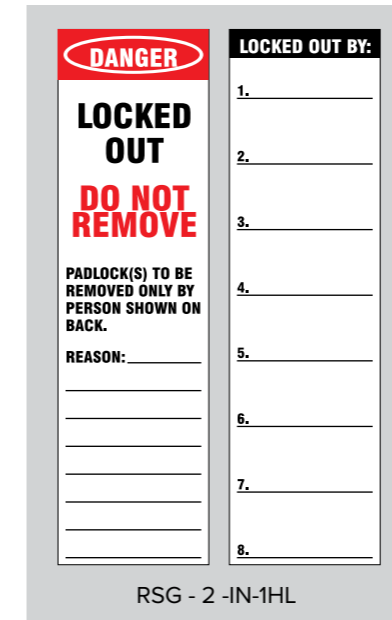 DANGER
LOCKED
OUT
DO NOT
REMOVE
PADLOCK(S) TO BE
REMOVED ONLY BY
PERSON SHOWN ON
BACK.
REASON:
LOCKED OUT BY:
1.
2.
3.
4.
5.
6.
7.
8.
RSG - 2 -IN-1HL